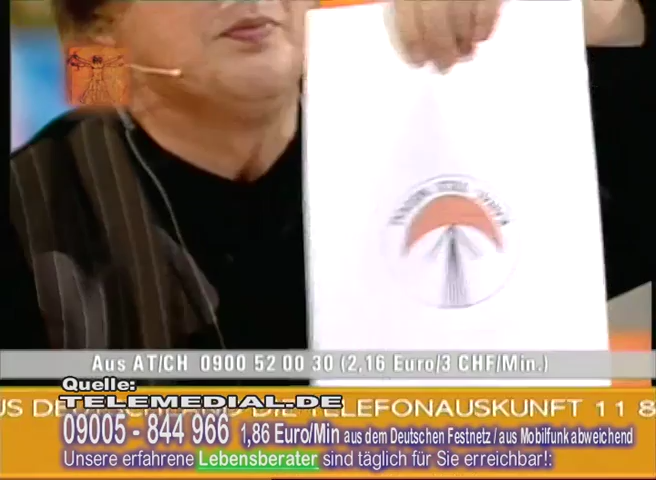 Aus AT/CH 0900 52 00 30 (2,16 Euro/3 CHF/Min.)
Quelle:
TELEMEDIAL.DE
DIE TELEFONAUSKUNFT 11 8
09005 - 844 966 1,86 Euro/Min aus dem Deutschen Festnetz / aus Mobilfunk abweichend
Unsere erfahrene Lebensberater sind täglich für Sie erreichbar!: